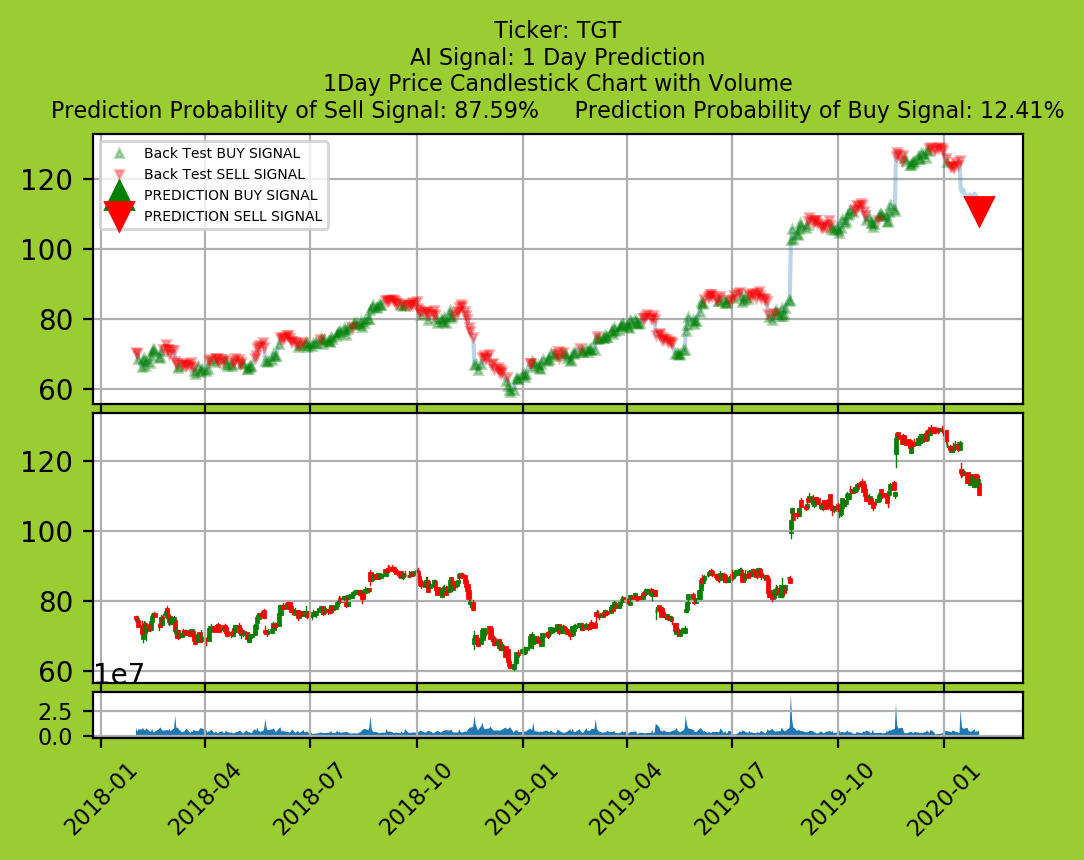 Ticker: TGT
AI Signal: 1 Day Prediction
1Day Price Candlestick Chart with Volume
Prediction Probability of Sell Signal: 87.59%     Prediction Probability of Buy Signal: 12.41%
Back Test BUY SIGNAL
Back Test SELL SIGNAL
PREDICTION BUY SIGNAL
PREDICTION SELL SIGNAL
120
100
80
60
120
100
80
60
1e7
2.5
0.0
2018-01 2018-04 2018-07 2018-10 2019-01 2019-04 2019-07 2019-10 2020-01